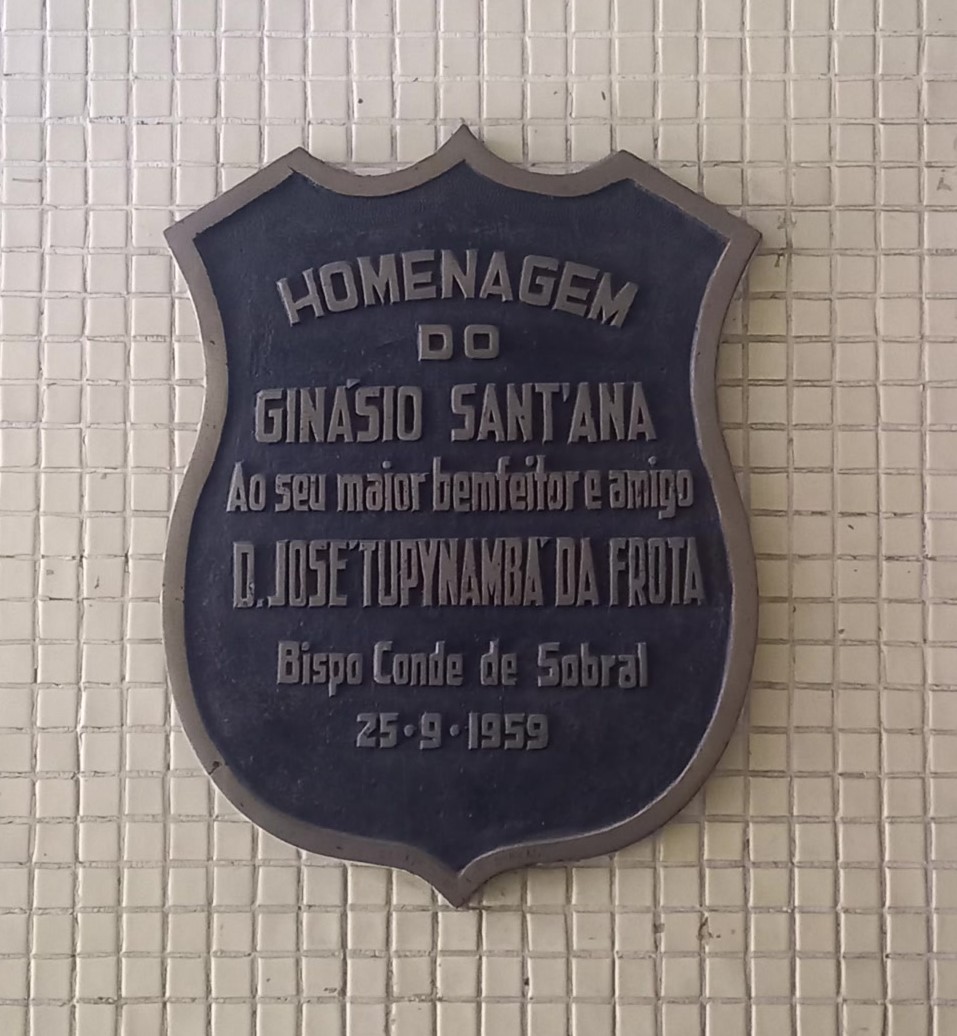 HOMENAGEM
DO
GINÁSIO SANT'ANA
Ao seu maior bemfeitor e amigo
D. JOSÉ TUPYNAMBÁ DA FROTA
Bispo Conde de Sobral
25·9·1959